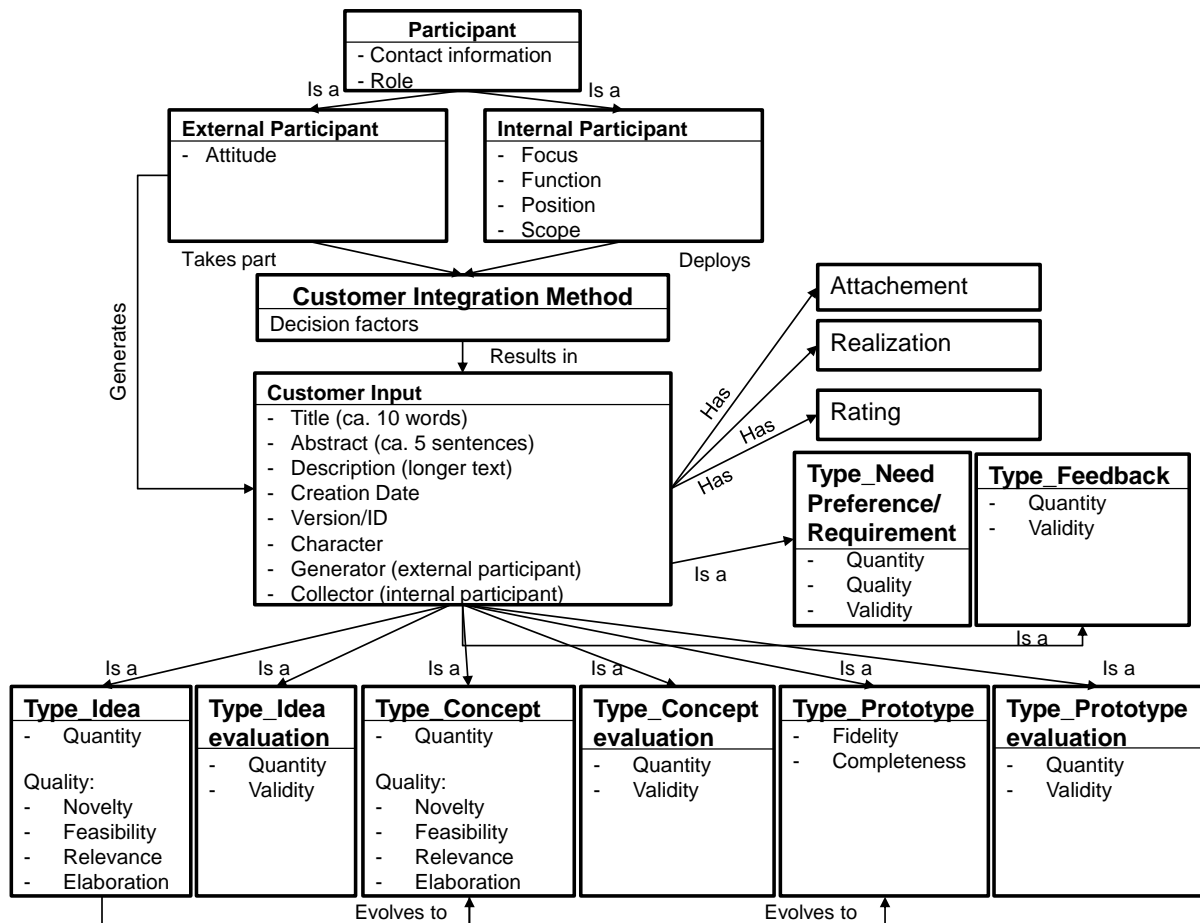 Participant
- Contact information
- Role
Is a
Is a
External Participant
- Attitude
Internal Participant
- Focus
- Function
- Position
- Scope
Takes part
Deploys
Generates
Customer Integration Method
Decision factors
Results in
Customer Input
- Title (ca. 10 words)
- Abstract (ca. 5 sentences)
- Description (longer text)
- Creation Date
- Version/ID
- Character
- Generator (external participant)
- Collector (internal participant)
Has
Has
Has
Attachement
Realization
Rating
Is a
Type_Need
Preference/
Requirement
- Quantity
- Quality
- Validity
Type_Feedback
- Quantity
- Validity
Is a
Is a
Is a
Is a
Is a
Is a
Is a
Type_Idea
- Quantity
Quality:
- Novelty
- Feasibility
- Relevance
- Elaboration
Type_Idea
evaluation
- Quantity
- Validity
Type_Concept
- Quantity
Quality:
- Novelty
- Feasibility
- Relevance
- Elaboration
Type_Concept
evaluation
- Quantity
- Validity
Type_Prototype
- Fidelity
- Completeness
Type_Prototype
evaluation
- Quantity
- Validity
Evolves to
Evolves to